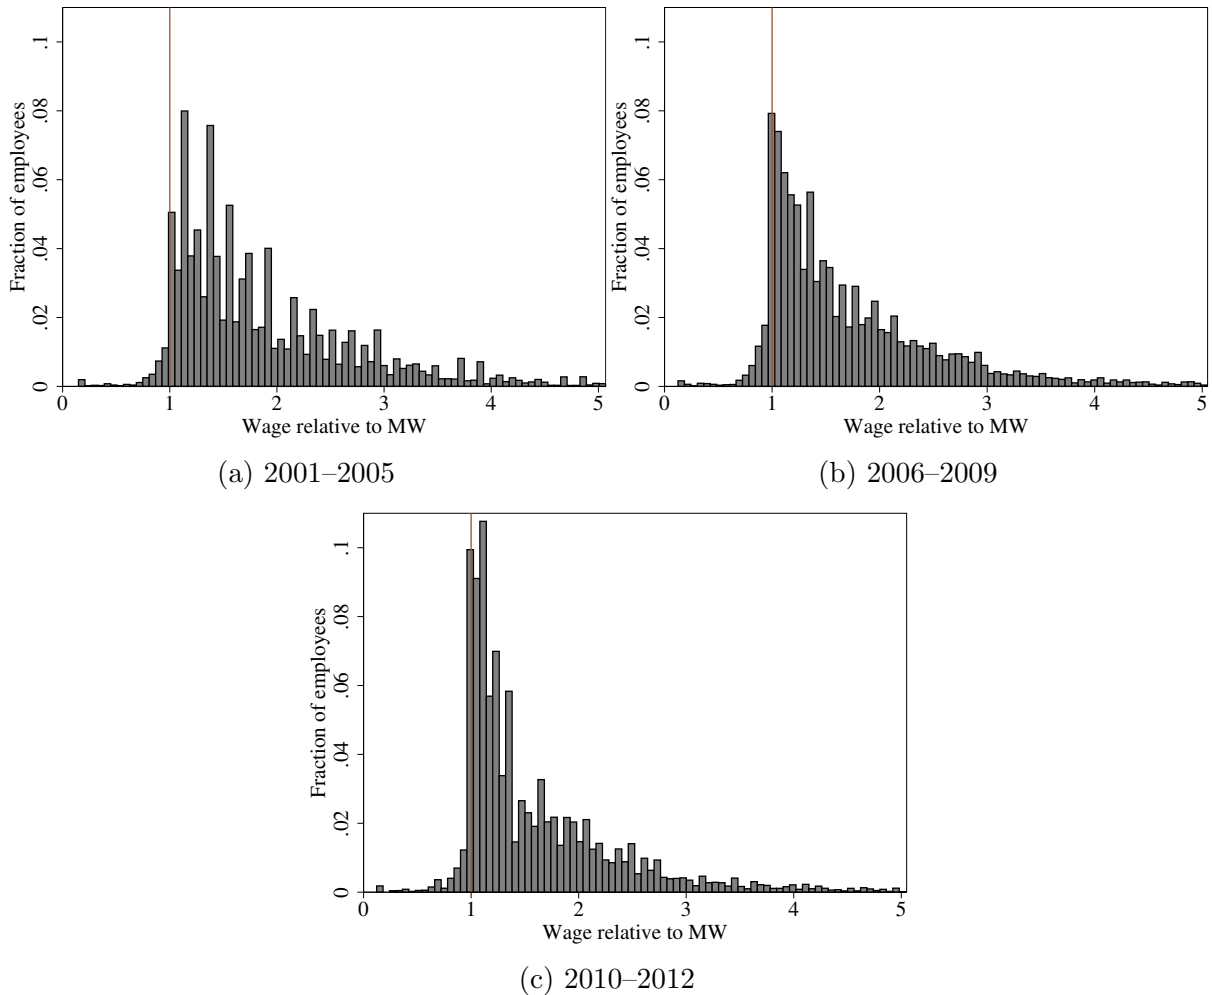 Fraction of employees
0 .02 .04 .06 .08 .1
0 1 2 3 4 5
Wage relative to MW
(a) 2001–2005
Fraction of employees
0 .02 .04 .06 .08 .1
0 1 2 3 4 5
Wage relative to MW
(b) 2006–2009
Fraction of employees
0 .02 .04 .06 .08 .1
0 1 2 3 4 5
Wage relative to MW
(c) 2010–2012